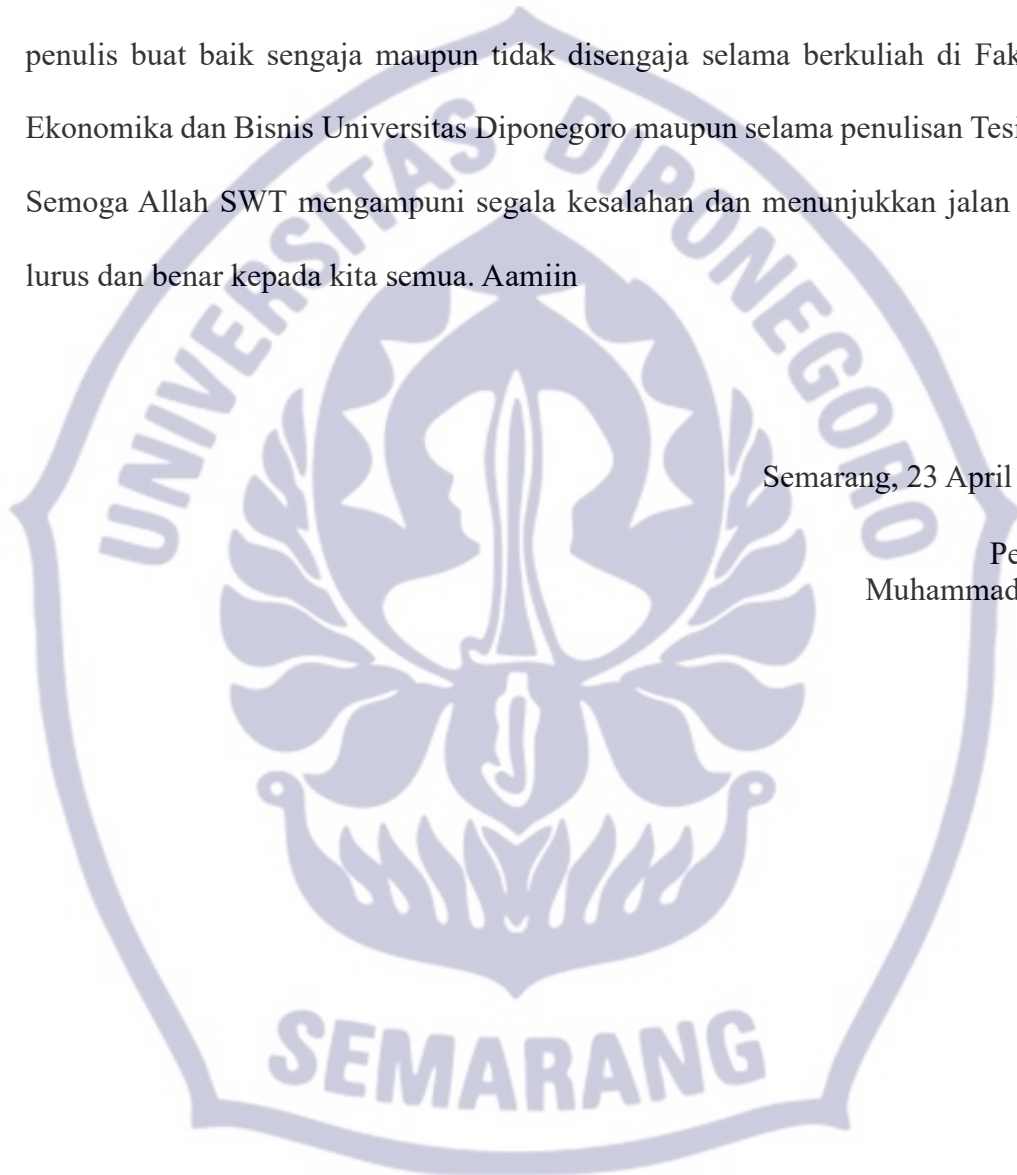 penulis buat baik sengaja maupun tidak disengaja selama berkuliah di Fak
Ekonomika dan Bisnis Universitas Diponegoro maupun selama penulisan Tesi
Semoga Allah SWT mengampuni segala kesalahan dan menunjukkan jalan
lurus dan benar kepada kita semua. Aamiin
UNIVERSITAS DIPONEGORO
Semarang, 23 April
Pe
Muhammad
SEMARANG